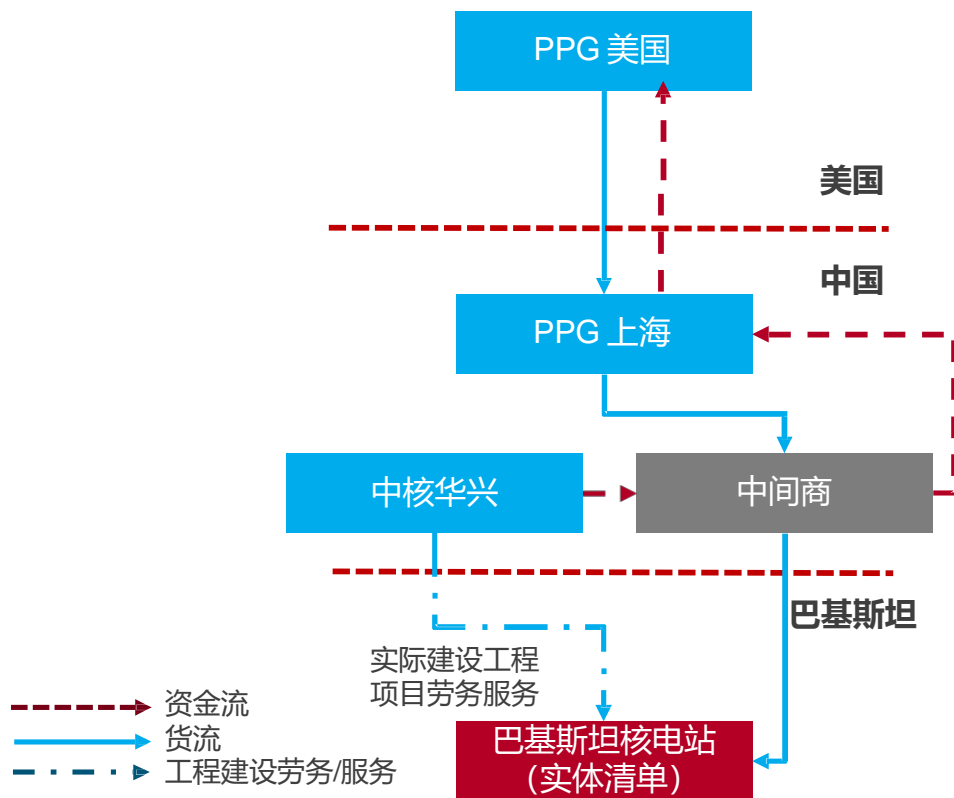 PPG 美国
美国
中国
PPG 上海
中核华兴
中间商
巴基斯坦
实际建设工程
项目劳务服务
资金流
货流
工程建设劳务/服务
巴基斯坦核电站
（实体清单）